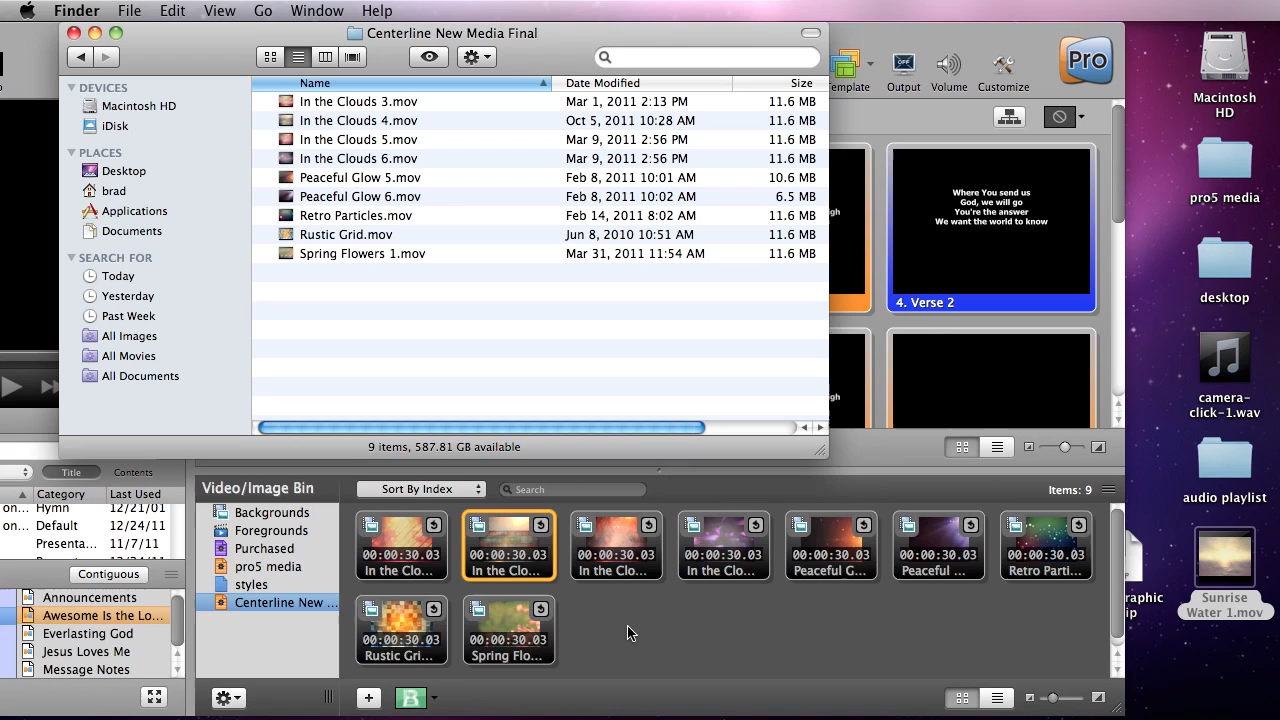 Finder File Edit View Go Window Help
Centerline New Media Final
Name Date Modified Size
In the Clouds 3.mov Mar 1, 2011 2:13 PM 11.6 MB
In the Clouds 4.mov Oct 5, 2011 10:28 AM 11.6 MB
In the Clouds 5.mov Mar 9, 2011 2:56 PM 11.6 MB
In the Clouds 6.mov Mar 9, 2011 2:56 PM 11.6 MB
Peaceful Glow 5.mov Feb 8, 2011 10:01 AM 10.6 MB
Peaceful Glow 6.mov Feb 8, 2011 10:02 AM 6.5 MB
Retro Particles.mov Feb 14, 2011 8:02 AM 11.6 MB
Rustic Grid.mov Jun 8, 2010 10:51 AM 11.6 MB
Spring Flowers 1.mov Mar 31, 2011 11:54 AM 11.6 MB
9 items, 587.81 GB available
DEVICES
Macintosh HD
iDisk
PLACES
Desktop
brad
Applications
Documents
SEARCH FOR
Today
Yesterday
Past Week
All Images
All Movies
All Documents
emplate Output Volume Customize
Pro
Where You send us
God, we will go
You're the answer
We want the world to know
gh
4. Verse 2
igh
Macintosh
HD
pro5 media
desktop
camera-
click-1.wav
audio playlist
Sunrise
Water 1.mov
raphic
ip
Title Contents
Category Last Used
on... Hymn 12/21/01
on... Default 12/24/11
Presenta... 11/7/11
Contiguous
Announcements
Awesome Is the Lo...
Everlasting God
Jesus Loves Me
Message Notes
Video/Image Bin
Sort By Index
Search
Items: 9
Backgrounds
Foregrounds
Purchased
pro5 media
styles
Centerline New ...
00:00:30.03 00:00:30.03 00:00:30.03 00:00:30.03 00:00:30.03 00:00:30.03 00:00:30.03
In the Clo... In the Clo... In the Clo... In the Clo... Peaceful G... Peaceful ... Retro Parti...
00:00:30.03 00:00:30.03
Rustic Gri... Spring Flo...